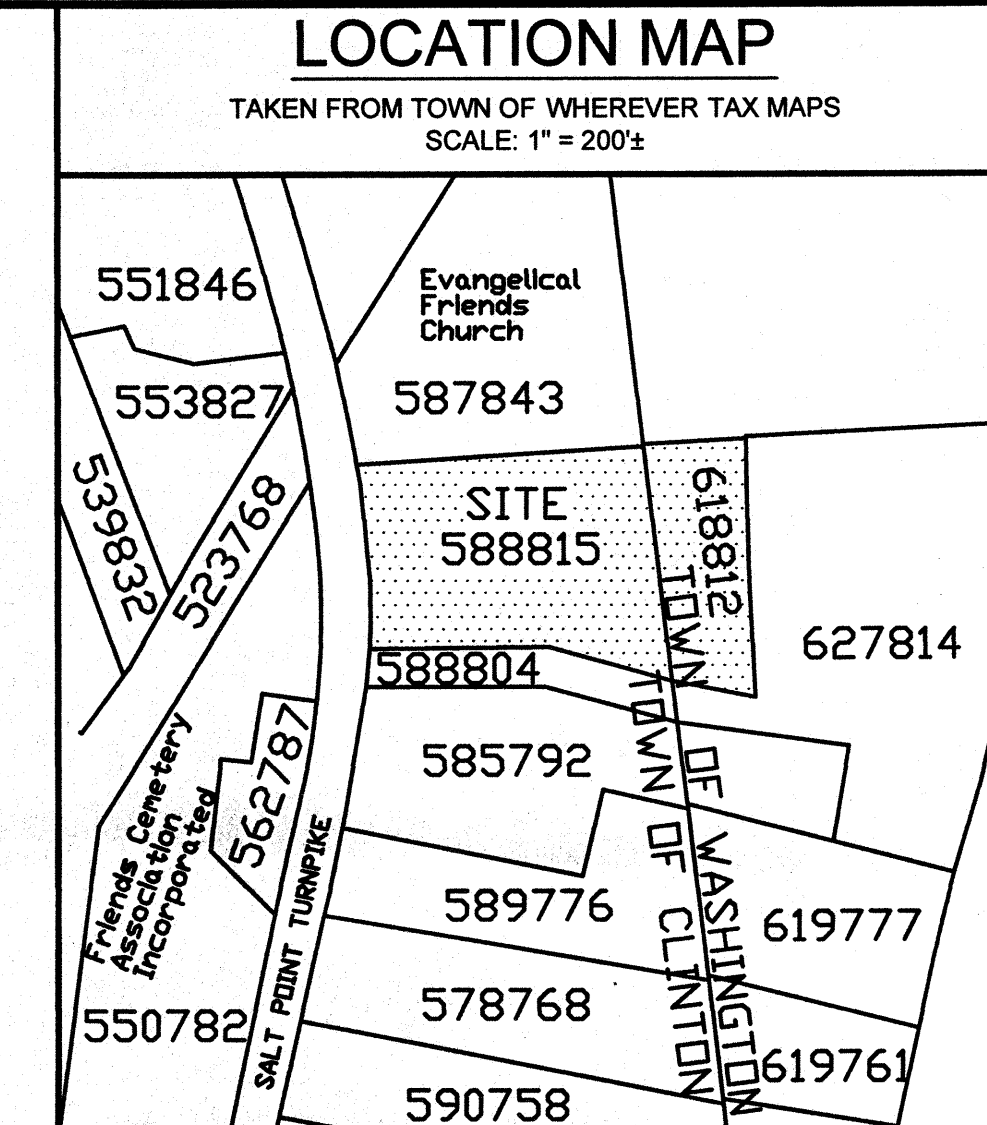 LOCATION MAP
TAKEN FROM TOWN OF WHEREVER TAX MAPS
SCALE: 1" = 200'±
551846
Evangelical
Friends
Church
553827
587843
539832
523768
SITE
588815
618812
627814
588804
562787
585792
Friends Cemetery
Association
Incorporated
SALT POINT TURNPIKE
TOWN OF WASHINGTON
TOWN OF CLINTON
589776
619777
550782
578768
619761
590758